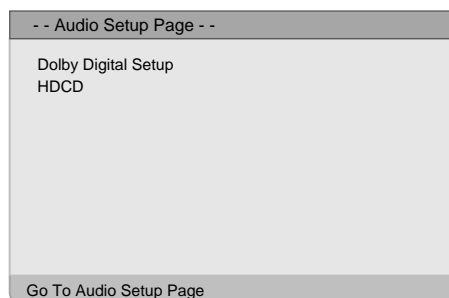 - - Audio Setup Page - -
Dolby Digital Setup
HDCD
Go To Audio Setup Page